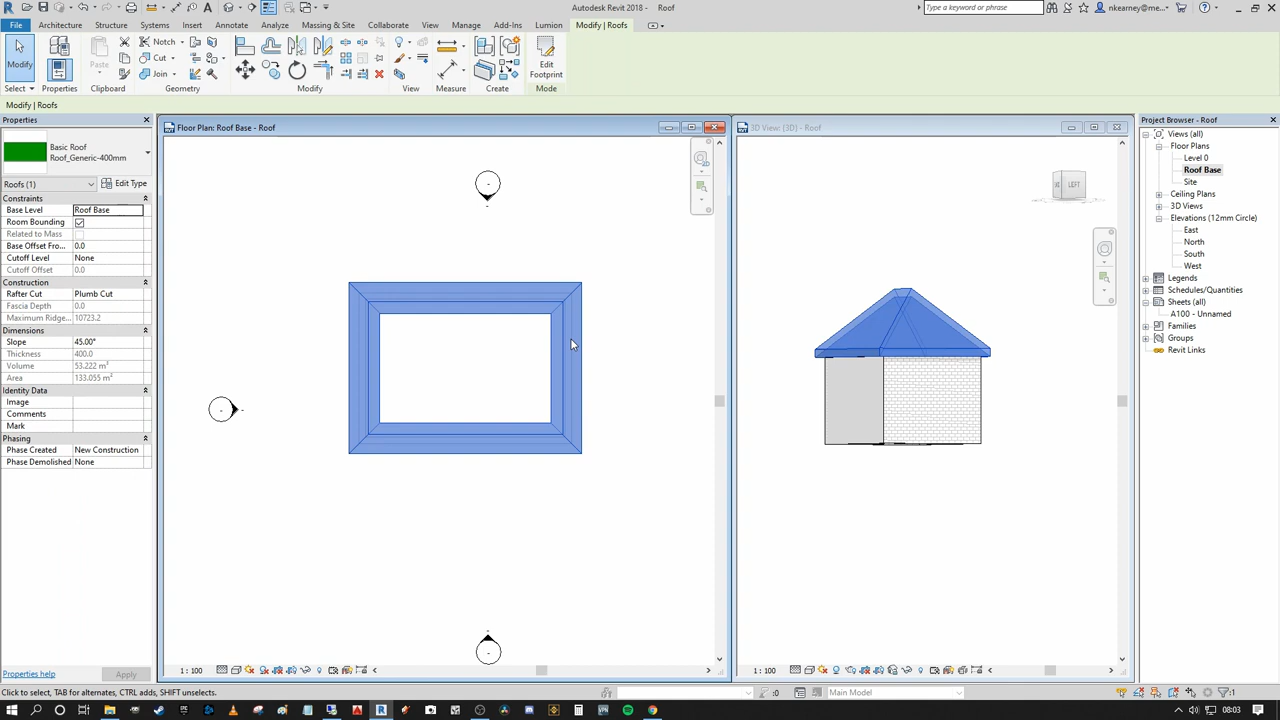 Autodesk Revit 2018 -
Roof
Type a keyword or phrase
nkearney@me...
File
Architecture
Structure
Systems
Insert
Annotate
Analyze
Massing & Site
Collaborate
View
Manage
Add-Ins
Lumion
Modify | Roofs
Modify
Paste
Notch
Cut
Join
Edit
Footprint
Select
Properties
Clipboard
Geometry
Modify
View
Measure
Create
Mode
Modify | Roofs
Properties
Basic Roof
Roof_Generic-400mm
Roofs (1)
Edit Type
Constraints
Base Level
Roof Base
Room Bounding
Related to Mass
Base Offset Fro...
0.0
Cutoff Level
None
Cutoff Offset
0.0
Construction
Rafter Cut
Plumb Cut
Fascia Depth
0.0
Maximum Ridge...
10723.2
Dimensions
Slope
45.00°
Thickness
400.0
Volume
53.222 m³
Area
133.055 m²
Identity Data
Image
Comments
Mark
Phasing
Phase Created
New Construction
Phase Demolished
None
Properties help
Apply
Floor Plan: Roof Base - Roof
1 : 100
3D View: {3D} - Roof
LEFT
1 : 100
Project Browser - Roof
Views (all)
Floor Plans
Level 0
Roof Base
Site
Ceiling Plans
3D Views
Elevations (12mm Circle)
East
North
South
West
Legends
Schedules/Quantities
Sheets (all)
A100 - Unnamed
Families
Groups
Revit Links
Click to select, TAB for alternates, CTRL adds, SHIFT unselects.
:0
Main Model
:1
08:03